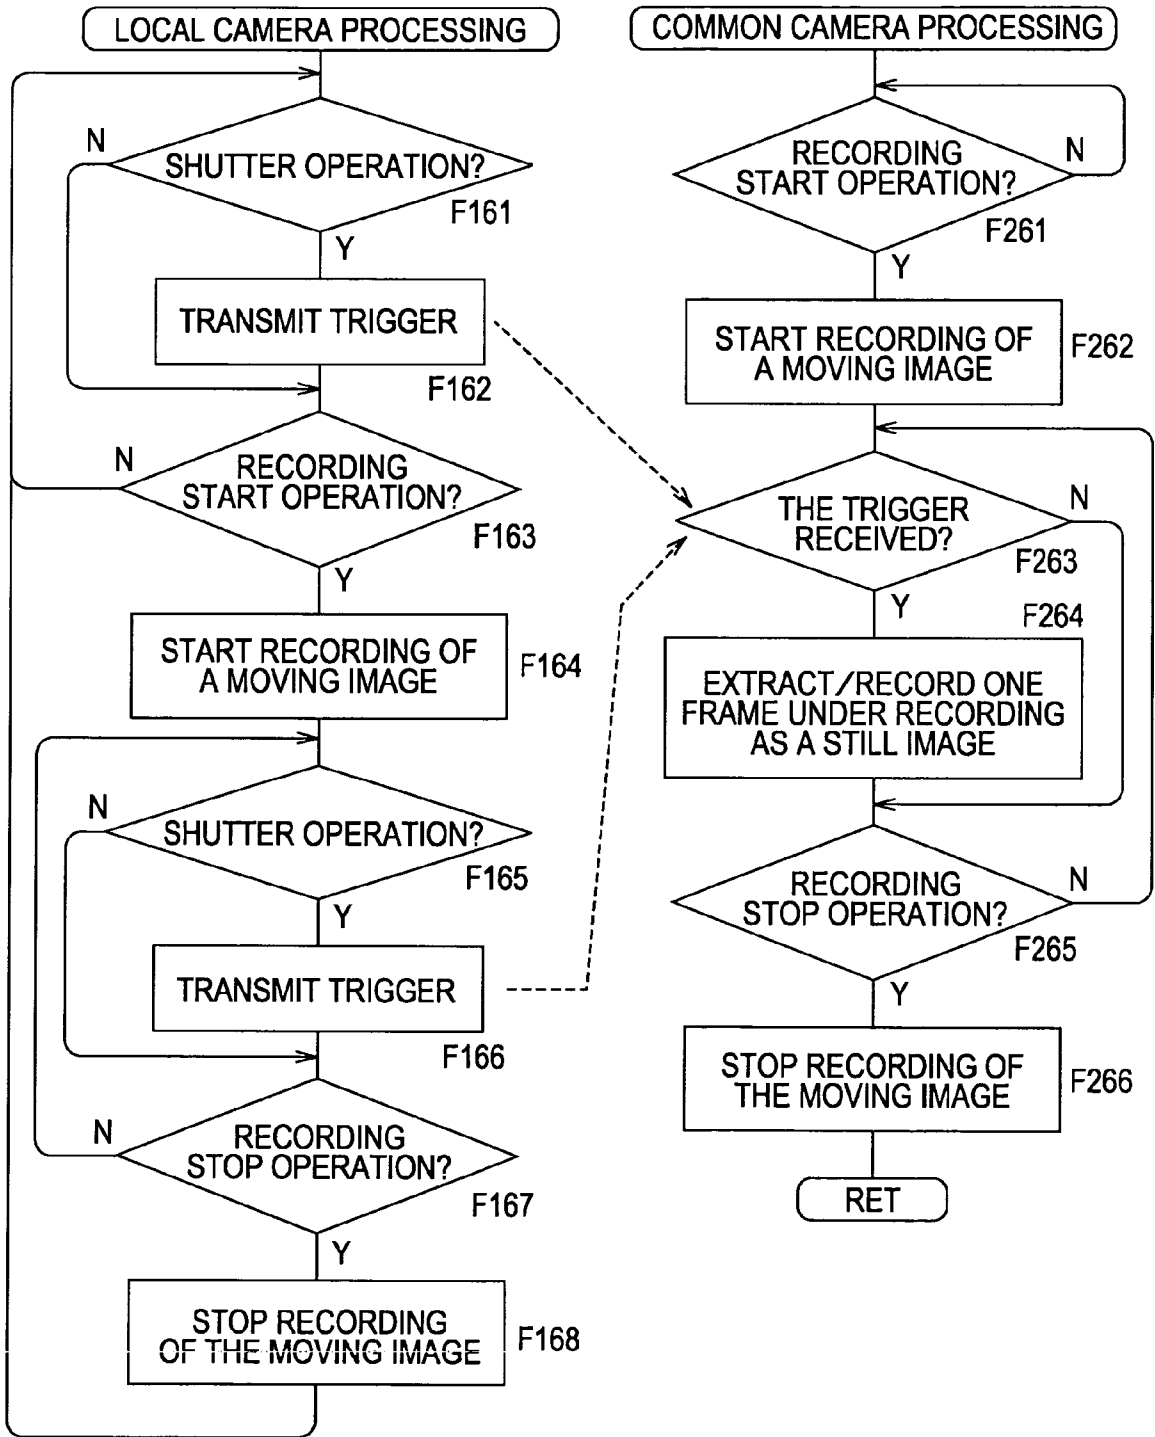 LOCAL CAMERA PROCESSING
N
SHUTTER OPERATION?
F161
Y
TRANSMIT TRIGGER
F162
N
RECORDING
START OPERATION?
F163
Y
START RECORDING OF
A MOVING IMAGE
F164
N
SHUTTER OPERATION?
F165
Y
TRANSMIT TRIGGER
F166
N
RECORDING
STOP OPERATION?
F167
Y
STOP RECORDING
OF THE MOVING IMAGE
F168
COMMON CAMERA PROCESSING
RECORDING
START OPERATION?
N
F261
Y
START RECORDING OF
A MOVING IMAGE
F262
THE TRIGGER
RECEIVED?
N
F263
Y
F264
EXTRACT/RECORD ONE
FRAME UNDER RECORDING
AS A STILL IMAGE
RECORDING
STOP OPERATION?
N
F265
Y
STOP RECORDING OF
THE MOVING IMAGE
F266
RET